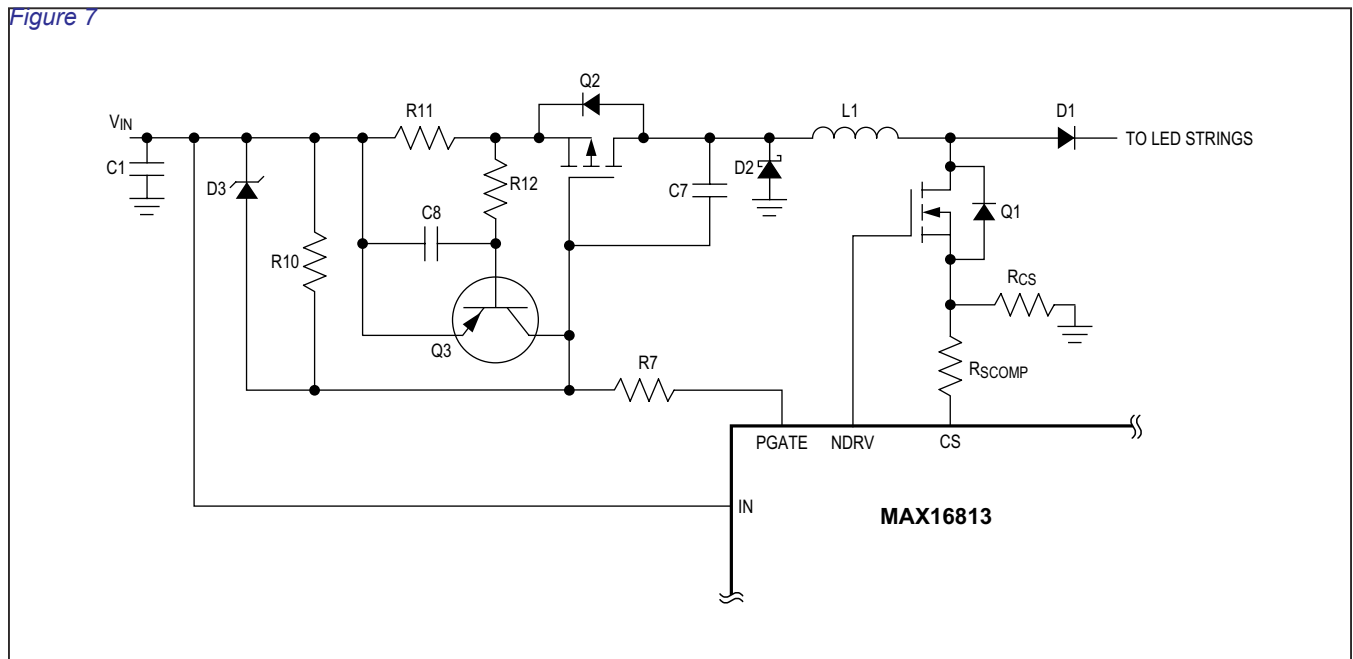 Figure 7
Q2
R11
L1
D1
VIN
TO LED STRINGS
C1
D3
R12
C7
D2
Q1
C8
R10
RCS
Q3
R7
RSCOMP
PGATE
NDRV
CS
IN
MAX16813